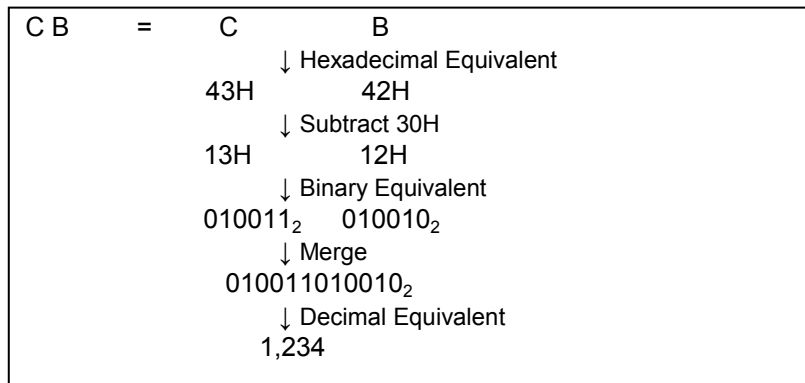 C B = C B
↓ Hexadecimal Equivalent
43H 42H
↓ Subtract 30H
13H 12H
↓ Binary Equivalent
010011₂ 010010₂
↓ Merge
010011010010₂
↓ Decimal Equivalent
1,234